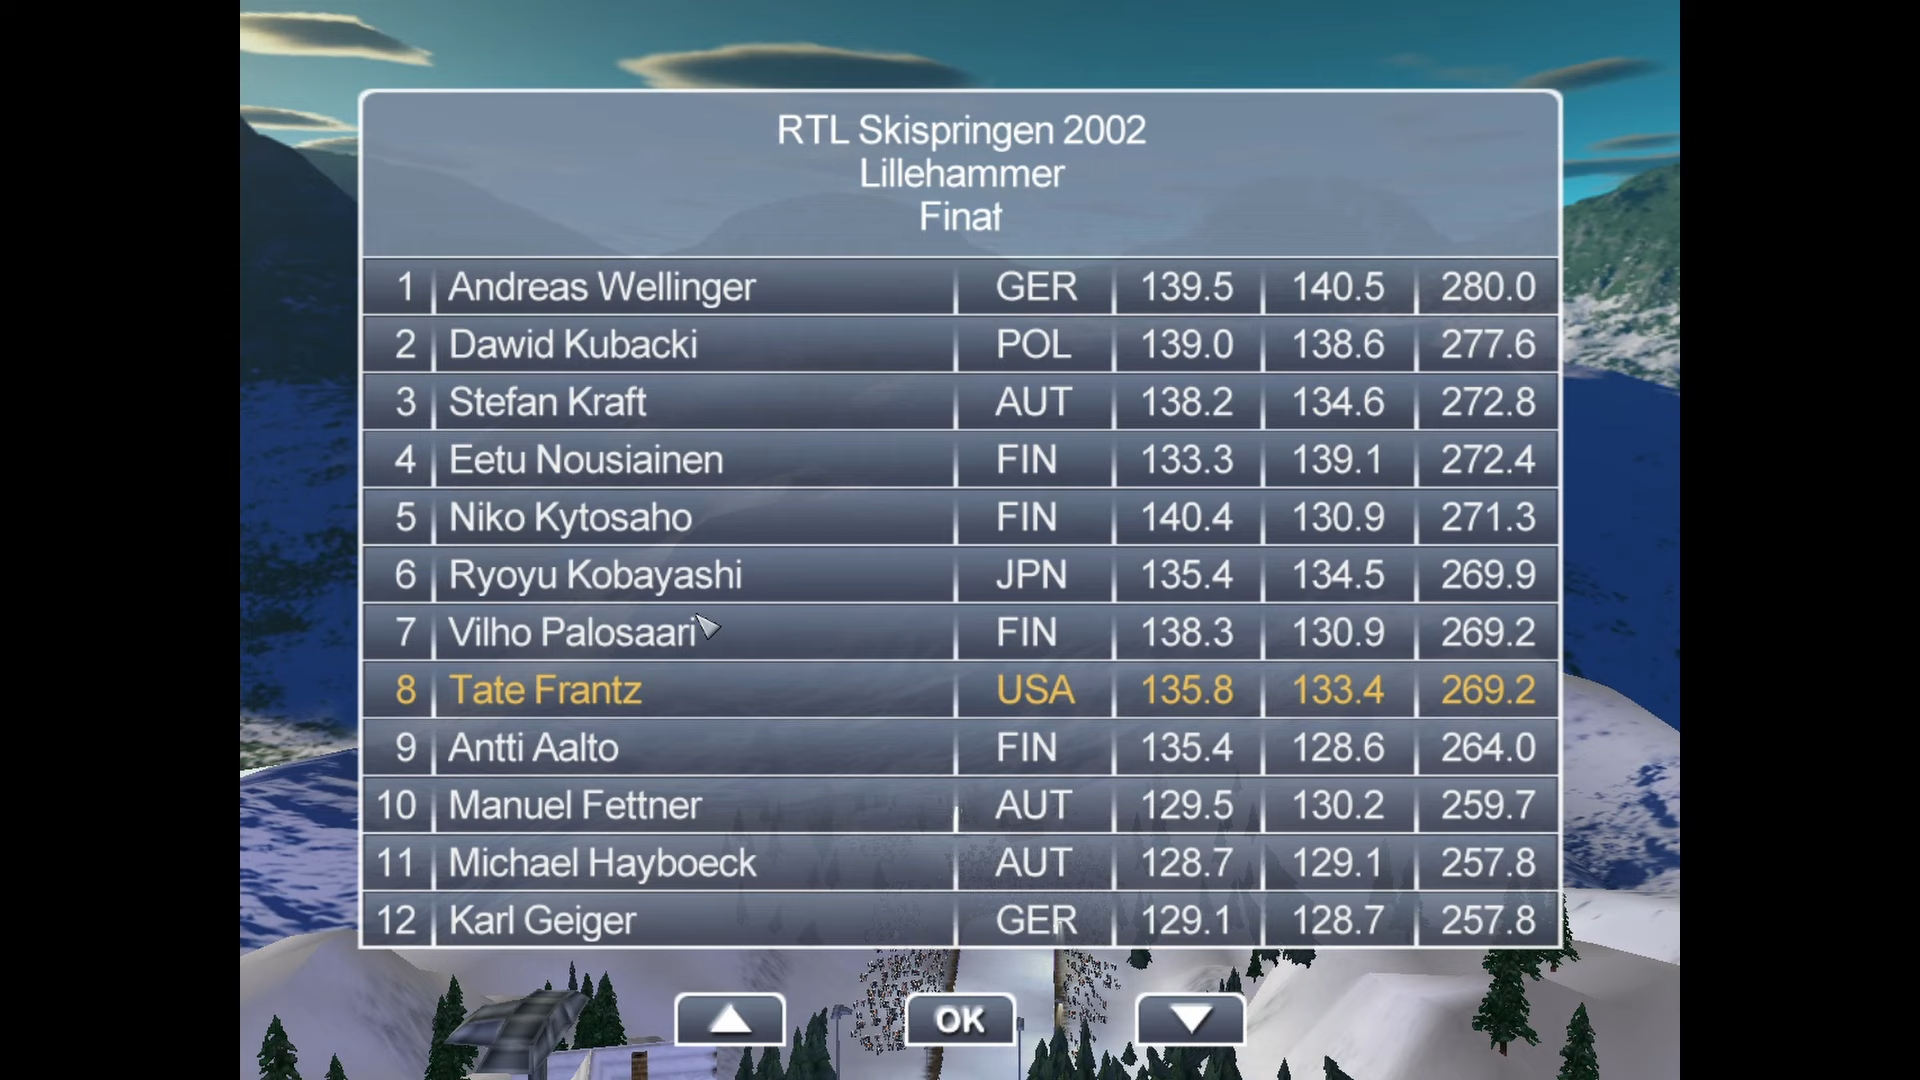 RTL Skispringen 2002
Lillehammer
Finat
1 Andreas Wellinger GER 139.5 140.5 280.0
2 Dawid Kubacki POL 139.0 138.6 277.6
3 Stefan Kraft AUT 138.2 134.6 272.8
4 Eetu Nousiainen FIN 133.3 139.1 272.4
5 Niko Kytosaho FIN 140.4 130.9 271.3
6 Ryoyu Kobayashi JPN 135.4 134.5 269.9
7 Vilho Palosaari FIN 138.3 130.9 269.2
8 Tate Frantz USA 135.8 133.4 269.2
9 Antti Aalto FIN 135.4 128.6 264.0
10 Manuel Fettner AUT 129.5 130.2 259.7
11 Michael Hayboeck AUT 128.7 129.1 257.8
12 Karl Geiger GER 129.1 128.7 257.8
OK